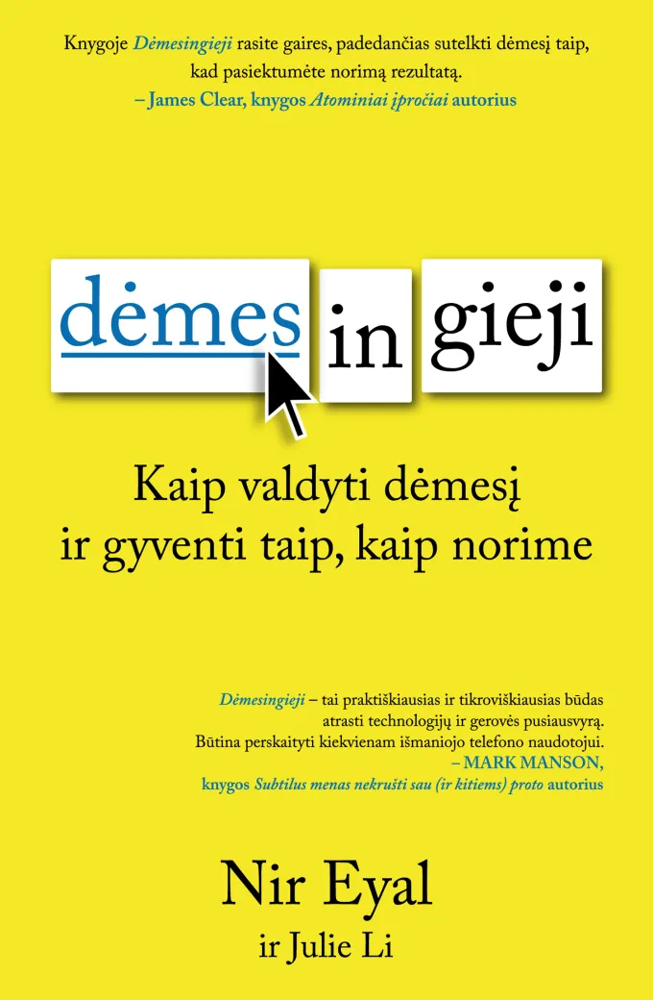 Knygoje Dėmesingieji rasite gaires, padedančias sutelkti dėmesį taip,
kad pasiektumėte norimą rezultatą.
– James Clear, knygos Atominiai įpročiai autorius
dėmes in gieji
Kaip valdyti dėmesį
ir gyventi taip, kaip norime
Dėmesingieji – tai praktiškiausias ir tikroviškiausias būdas
atrasti technologijų ir gerovės pusiausvyrą.
Būtina perskaityti kiekvienam išmaniojo telefono naudotojui.
– MARK MANSON,
knygos Subtilus menas nekrušti sau (ir kitiems) proto autorius
Nir Eyal
ir Julie Li